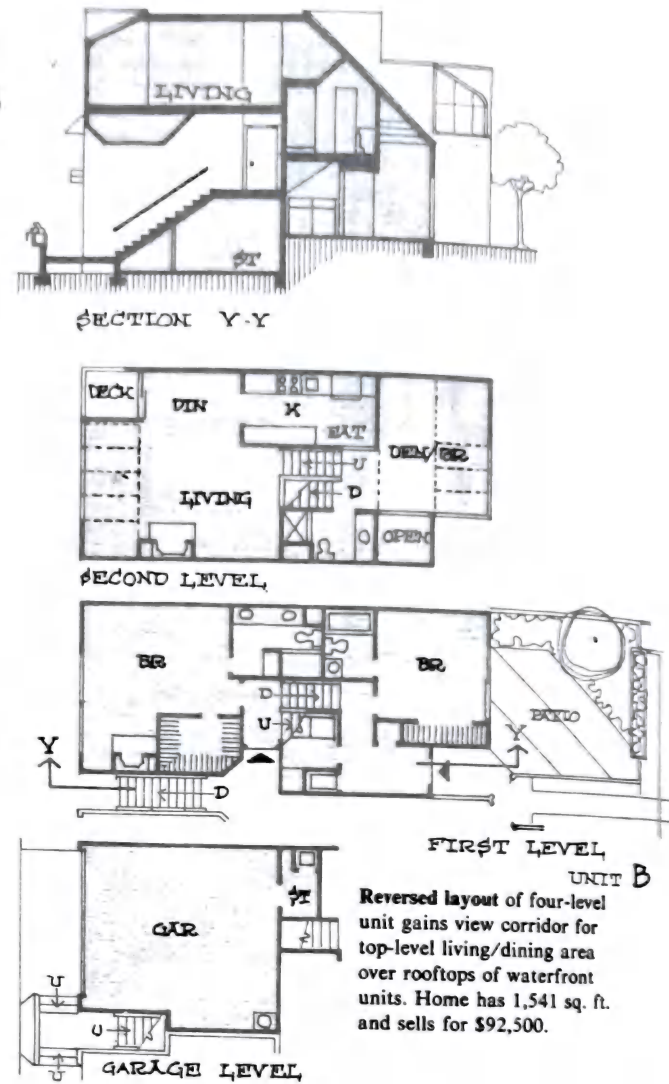 LIVING
ST
SECTION Y-Y
DECK
DIN
K
EAT
DEN/BR
U
D
LIVING
OPEN
SECOND LEVEL
BR
BR
D
U
PATIO
Y
Y
D
FIRST LEVEL
UNIT B
ST
GAR
U
U
U
GARAGE LEVEL
Reversed layout of four-level
unit gains view corridor for
top-level living/dining area
over rooftops of waterfront
units. Home has 1,541 sq. ft.
and sells for $92,500.